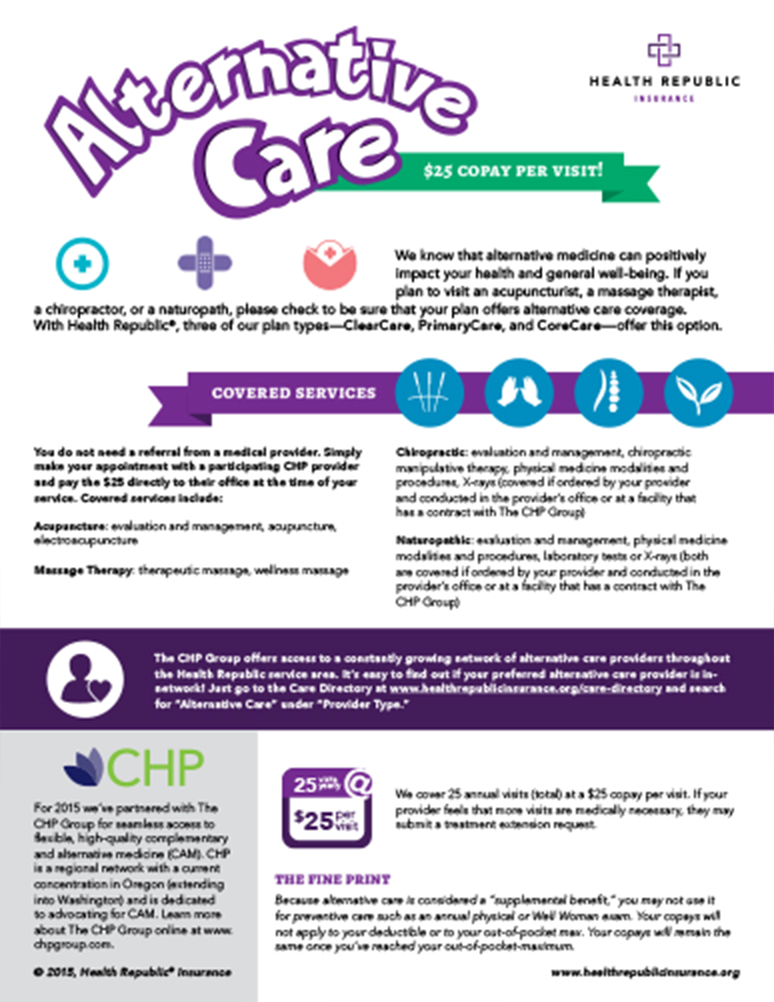 Alternative
Care
HEALTH REPUBLIC
INSURANCE
$25 COPAY PER VISIT!
We know that alternative medicine can positively
impact your health and general well-being. If you
plan to visit an acupuncturist, a massage therapist,
a chiropractor, or a naturopath, please check to be sure that your plan offers alternative care coverage.
With Health Republic®, three of our plan types—ClearCare, PrimaryCare, and CoreCare—offer this option.
COVERED SERVICES
You do not need a referral from a medical provider. Simply
make your appointment with a participating CHP provider
and pay the $25 directly to their office at the time of your
service. Covered services include:
Acupuncture: evaluation and management, acupuncture,
electroacupuncture
Massage Therapy: therapeutic massage, wellness massage
Chiropractic: evaluation and management, chiropractic
manipulative therapy, physical medicine modalities and
procedures, X-rays (covered if ordered by your provider
and conducted in the provider's office or at a facility that
has a contract with The CHP Group)
Naturopathic: evaluation and management, physical medicine
modalities and procedures, laboratory tests or X-rays (both
are covered if ordered by your provider and conducted in the
provider's office or at a facility that has a contract with The
CHP Group)
The CHP Group offers access to a constantly growing network of alternative care providers throughout
the Health Republic service area. It's easy to find out if your preferred alternative care provider is in-
network! Just go to the Care Directory at www.healthrepublicinsurance.org/care-directory and search
for "Alternative Care" under "Provider Type."
CHP
For 2015 we've partnered with The
CHP Group for seamless access to
flexible, high-quality complementary
and alternative medicine (CAM). CHP
is a regional network with a current
concentration in Oregon (extending
into Washington) and is dedicated
to advocating for CAM. Learn more
about The CHP Group online at www.
chpgroup.com.
© 2015, Health Republic® Insurance
25 visits yearly @
$25 per visit
We cover 25 annual visits (total) at a $25 copay per visit. If your
provider feels that more visits are medically necessary, they may
submit a treatment extension request.
THE FINE PRINT
Because alternative care is considered a "supplemental benefit," you may not use it
for preventive care such as an annual physical or Well Woman exam. Your copays will
not apply to your deductible or to your out-of-pocket max. Your copays will remain the
same once you've reached your out-of-pocket-maximum.
www.healthrepublicinsurance.org